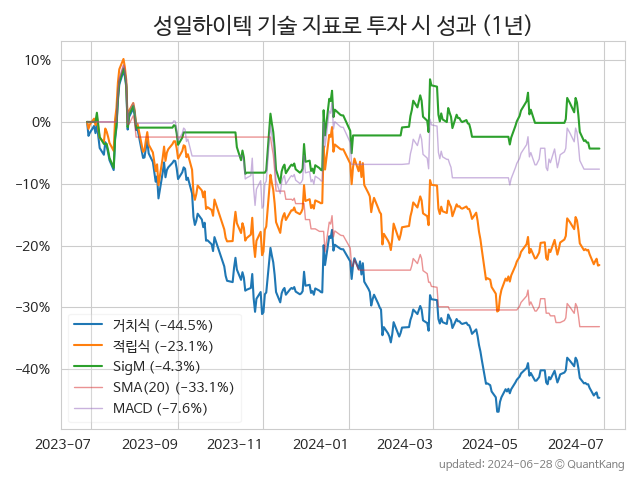 성일하이텍 기술 지표로 투자 시 성과 (1년)
10%
0%
−10%
−20%
−30%
−40%
거치식 (−44.5%)
적립식 (−23.1%)
SigM (−4.3%)
SMA(20) (−33.1%)
MACD (−7.6%)
2023-07 2023-09 2023-11 2024-01 2024-03 2024-05 2024-07
updated: 2024-06-28 © QuantKang